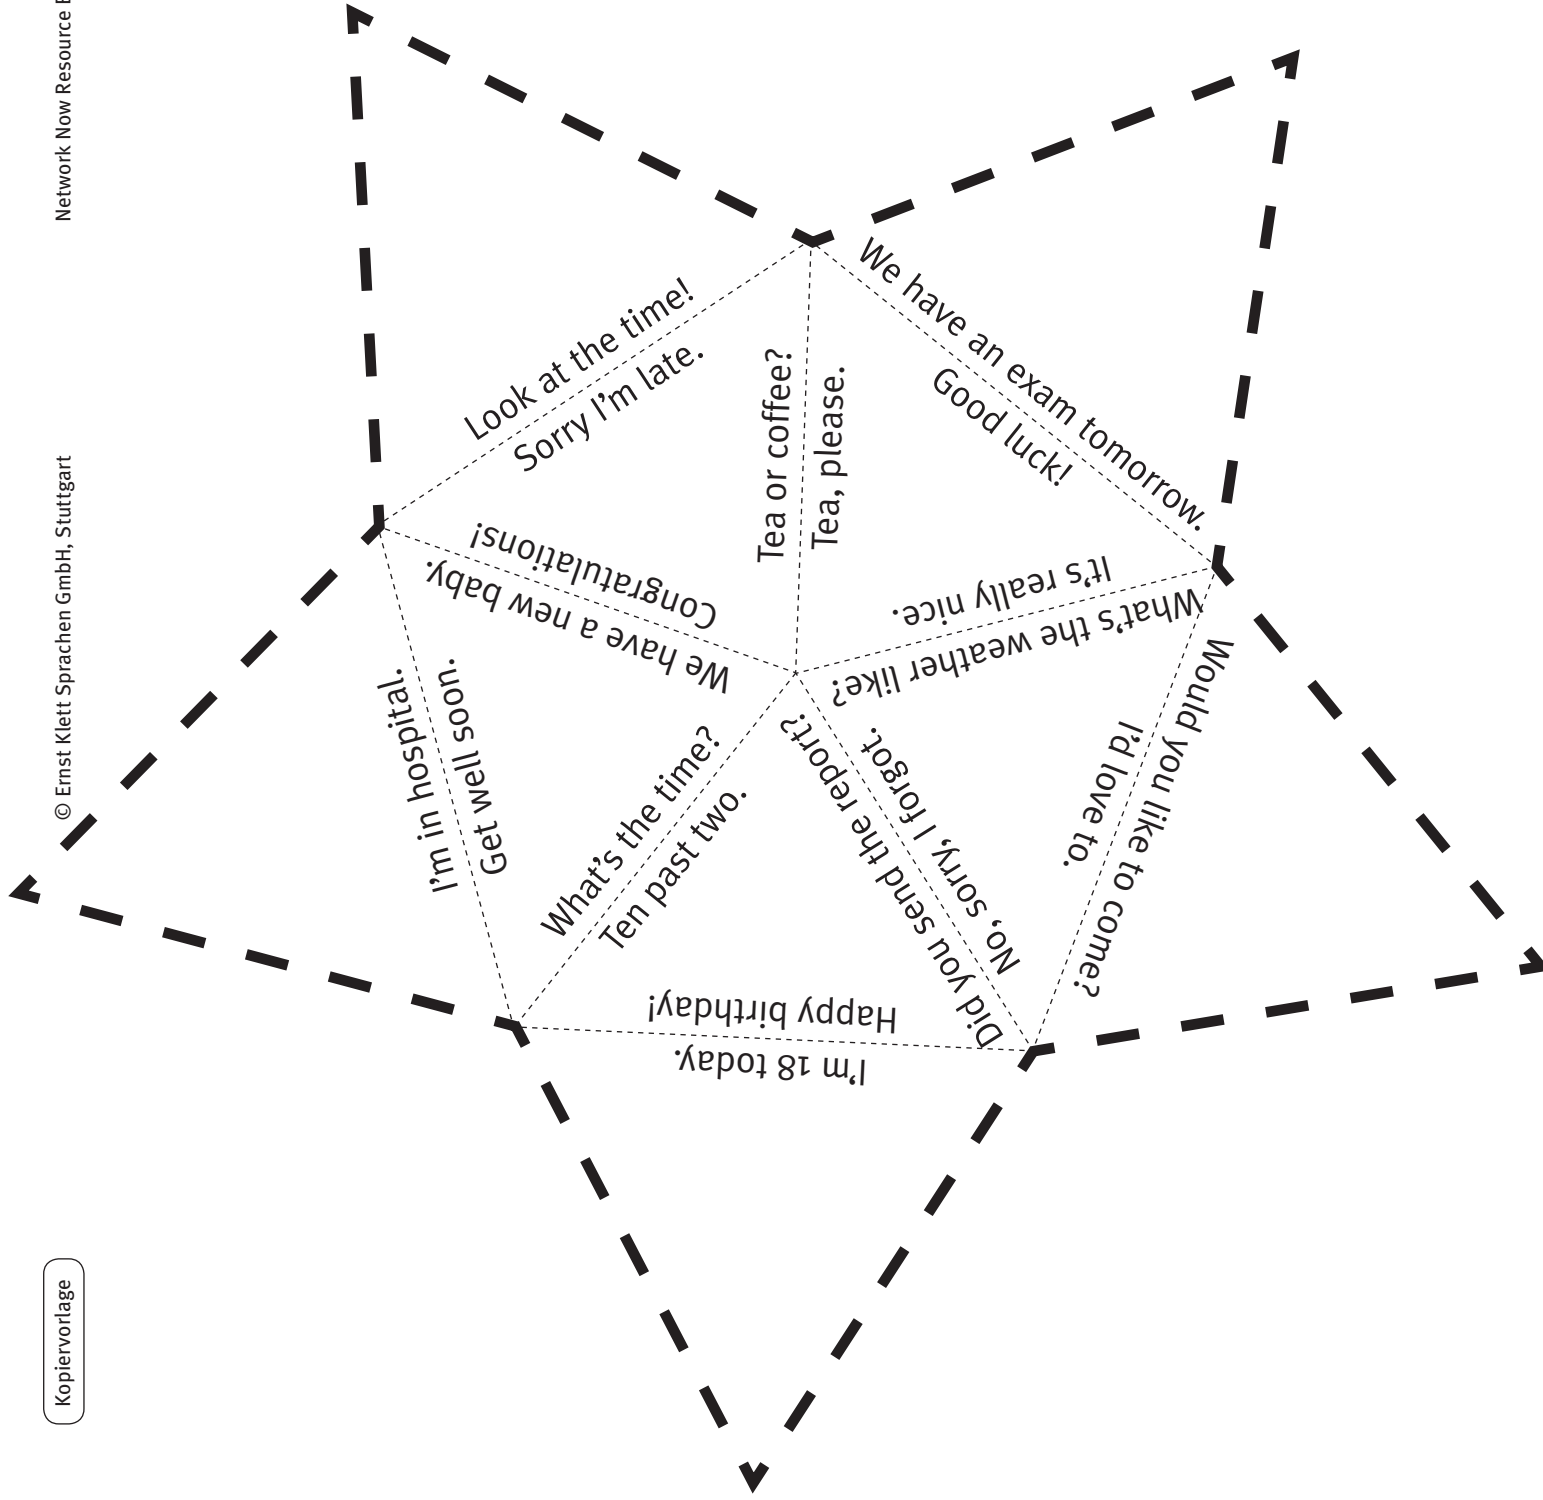 Network Now Resource
© Ernst Klett Sprachen GmbH, Stuttgart
Kopiervorlage
Look at the time!
Sorry I'm late.
We have an exam tomorrow.
Good luck!
Tea or coffee?
Tea, please.
Congratulations!
We have a new baby.
It's really nice.
What's the weather like?
I'm in hospital.
Get well soon.
What's the time?
Ten past two.
Did you send the report?
No, sorry, I forgot.
Would you like to come?
I'd love to.
Happy birthday!
I'm 18 today.